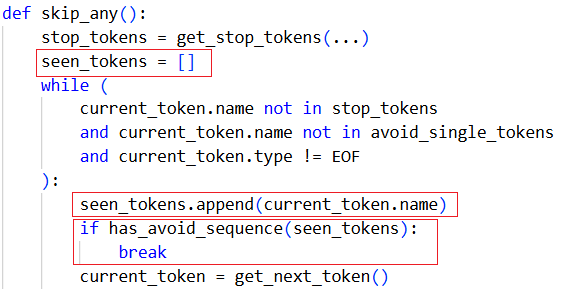 def skip_any():
    stop_tokens = get_stop_tokens(...)
    seen_tokens = []
    while (
        current_token.name not in stop_tokens
        and current_token.name not in avoid_single_tokens
        and current_token.type != EOF
    ):
        seen_tokens.append(current_token.name)
        if has_avoid_sequence(seen_tokens):
            break
        current_token = get_next_token()